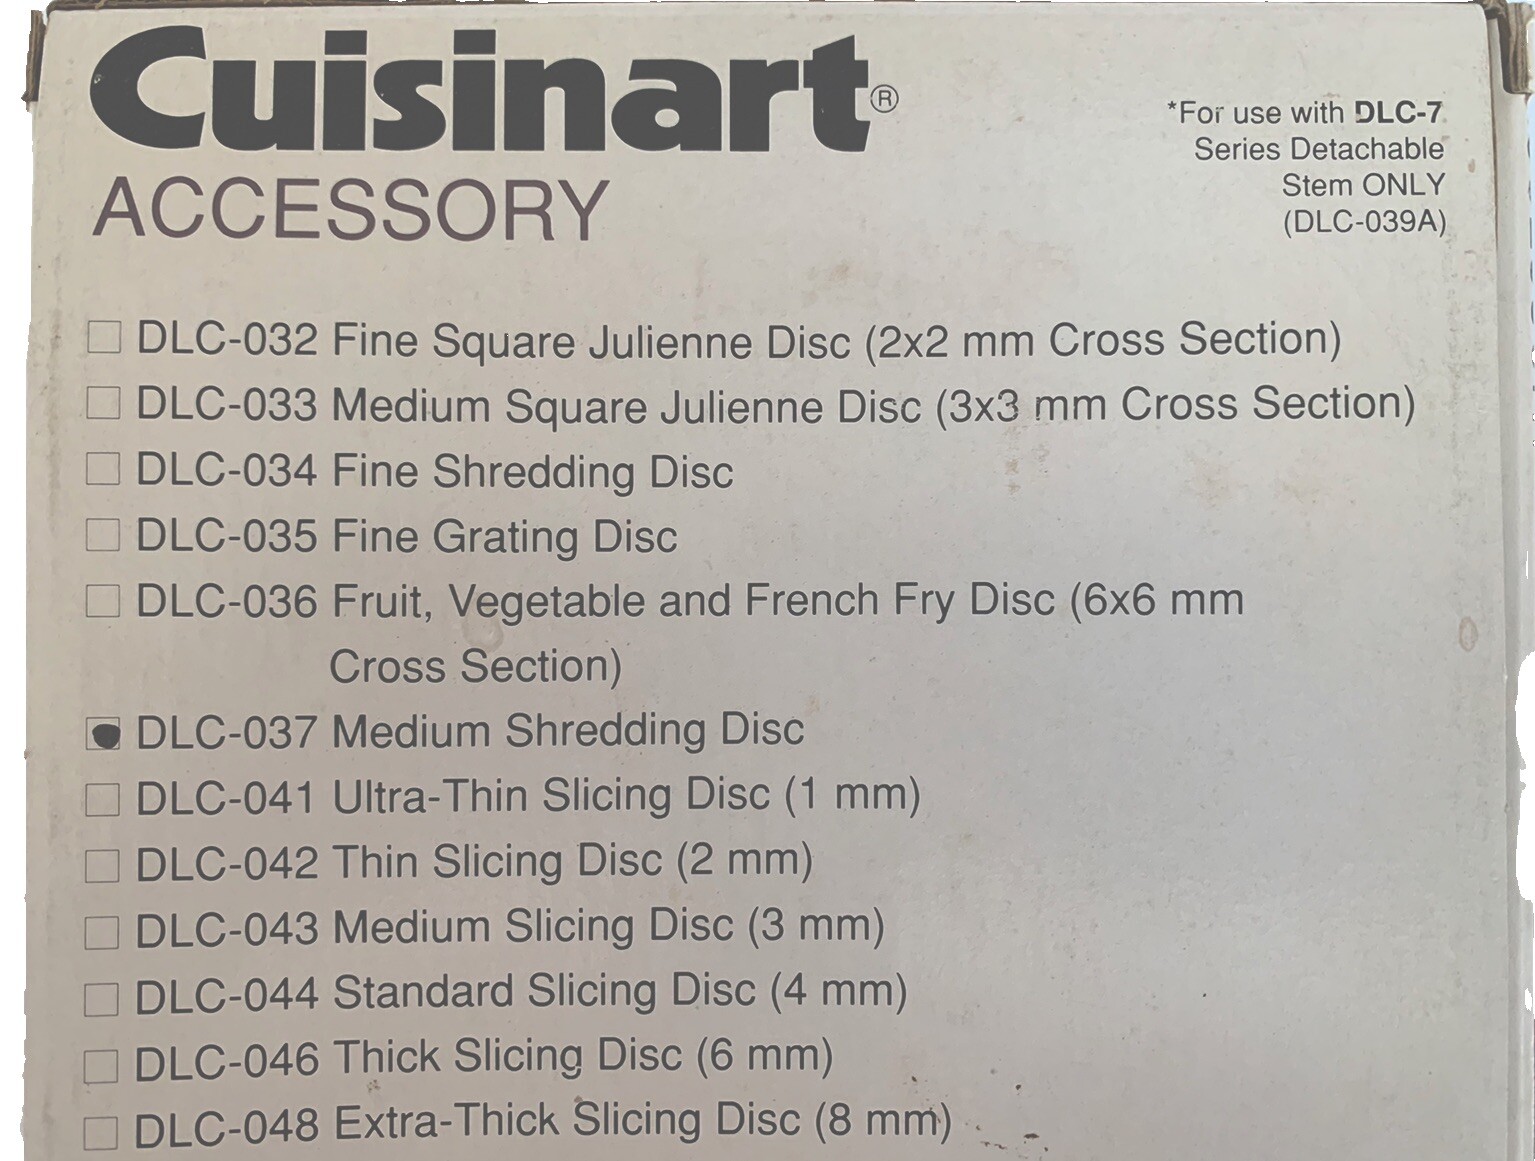 Cuisinart®
ACCESSORY
*For use with DLC-7
Series Detachable
Stem ONLY
(DLC-039A)
DLC-032 Fine Square Julienne Disc (2x2 mm Cross Section)
DLC-033 Medium Square Julienne Disc (3x3 mm Cross Section)
DLC-034 Fine Shredding Disc
DLC-035 Fine Grating Disc
DLC-036 Fruit, Vegetable and French Fry Disc (6x6 mm
Cross Section)
DLC-037 Medium Shredding Disc
DLC-041 Ultra-Thin Slicing Disc (1 mm)
DLC-042 Thin Slicing Disc (2 mm)
DLC-043 Medium Slicing Disc (3 mm)
DLC-044 Standard Slicing Disc (4 mm)
DLC-046 Thick Slicing Disc (6 mm)
DLC-048 Extra-Thick Slicing Disc (8 mm)